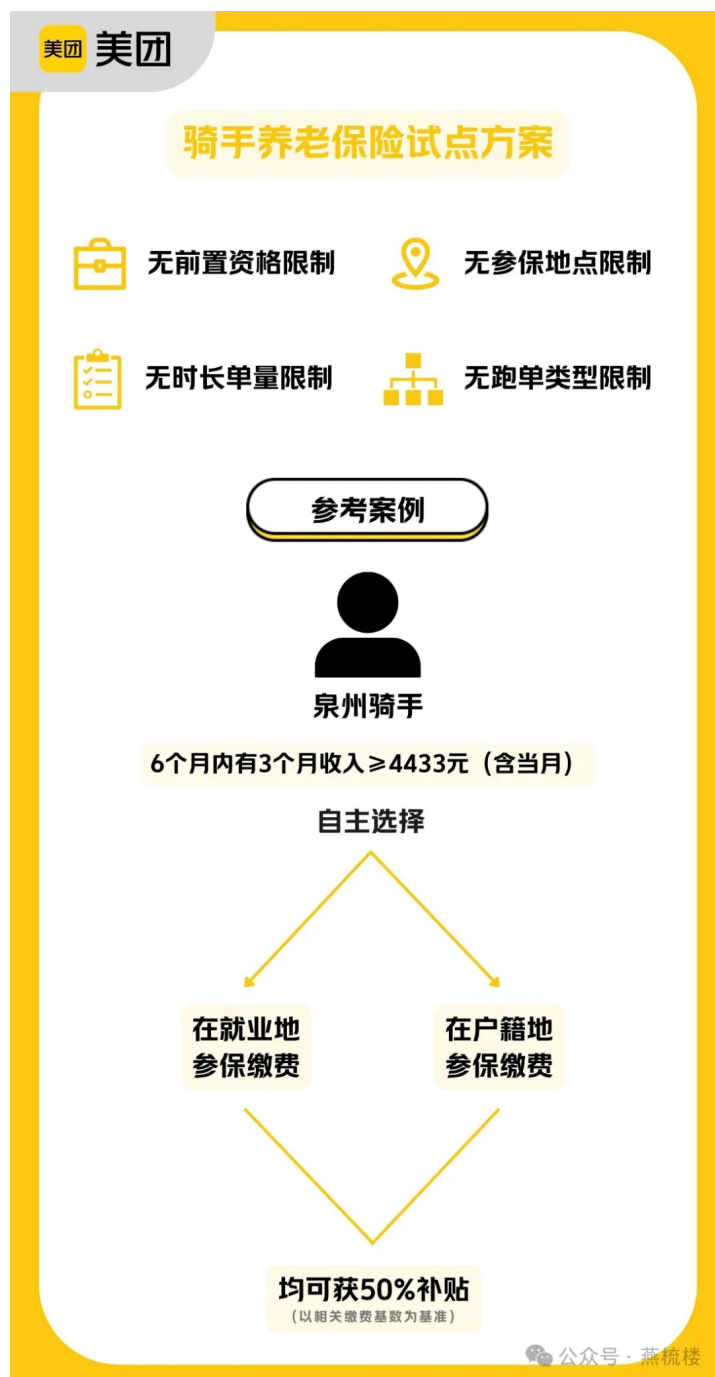 美团 美团
骑手养老保险试点方案
无前置资格限制 无参保地点限制
无时长单量限制 无跑单类型限制
参考案例
泉州骑手
6个月内有3个月收入≥4433元（含当月）
自主选择
在就业地 在户籍地
参保缴费 参保缴费
均可获50%补贴
（以相关缴费基数为基准）
公众号·燕梳楼